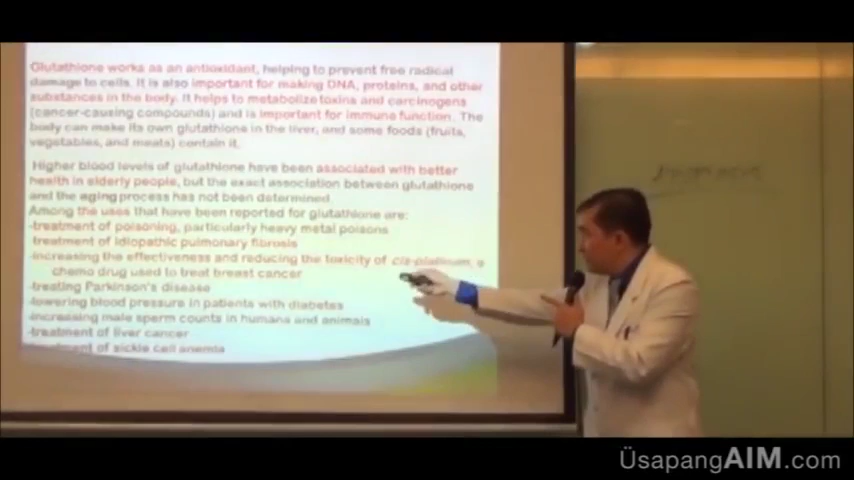 Glutathione works as an antioxidant, helping to prevent free radical
damage to cells. It is also important for making DNA, proteins, and other
substances in the body. It helps to metabolize toxins and carcinogens
(cancer-causing compounds) and is important for immune function. The
body can make its own glutathione in the liver, and some foods (fruits,
vegetables, and meats) contain it.
Higher blood levels of glutathione have been associated with better
health in elderly people, but the exact association between glutathione
and the aging process has not been determined.
Among the uses that have been reported for glutathione are:
-treatment of poisoning, particularly heavy metal poisons
-treatment of idiopathic pulmonary fibrosis
-increasing the effectiveness and reducing the toxicity of cis-platinum, a
chemo drug used to treat breast cancer
-treating Parkinson's disease
-lowering blood pressure in patients with diabetes
-increasing male sperm counts in humans and animals
-treatment of liver cancer
-treatment of sickle cell anemia
ÜsapangAIM.com